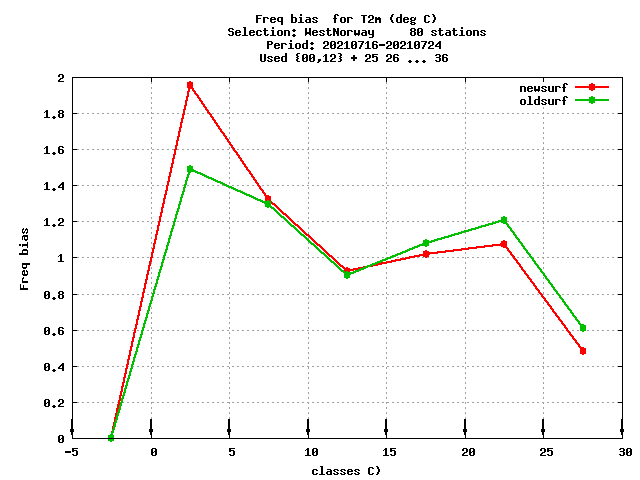 Freq bias  for T2m (deg C)
Selection: WestNorway     80 stations
Period: 20210716-20210724
Used {00,12} + 25 26 ... 36
newsurf
oldsurf
Freq bias
2
1.8
1.6
1.4
1.2
1
0.8
0.6
0.4
0.2
0
-5 0 5 10 15 20 25 30
classes C)